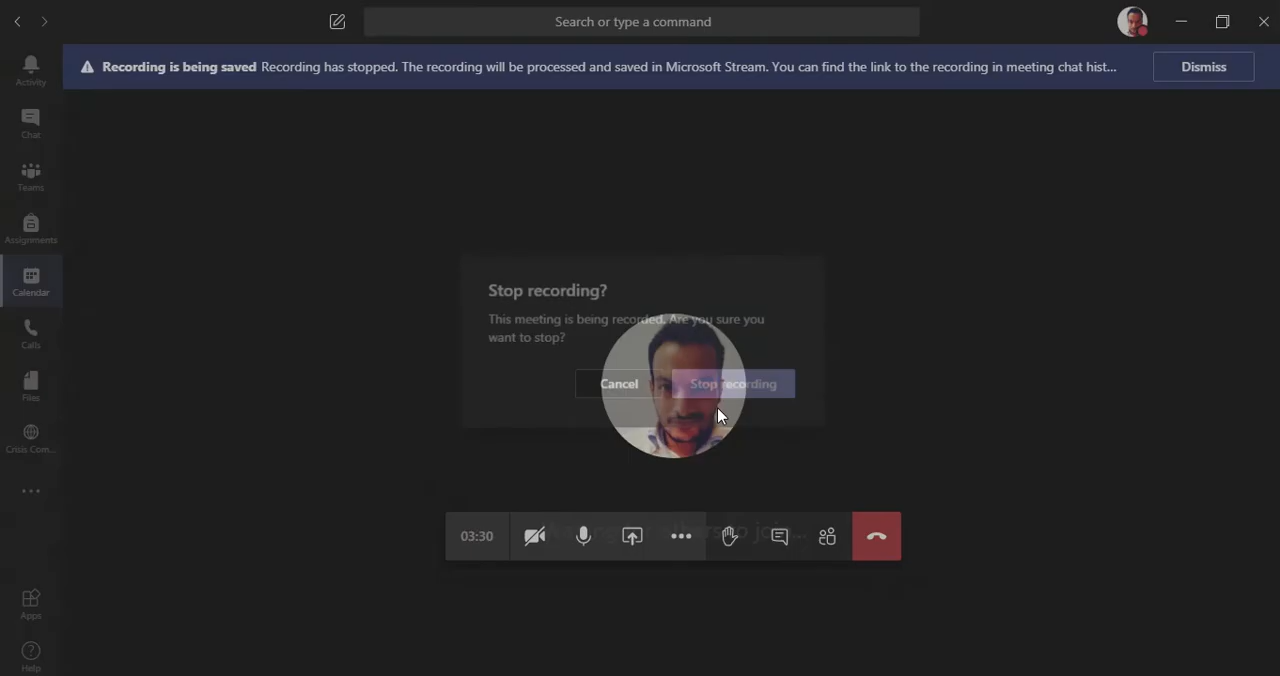 Search or type a command
Activity
Chat
Teams
Assignments
Calendar
Calls
Files
Crisis Com...
Apps
Help
Recording is being saved Recording has stopped. The recording will be processed and saved in Microsoft Stream. You can find the link to the recording in meeting chat hist...
Dismiss
Stop recording?
This meeting is being recorded. Are you sure you
want to stop?
Cancel
Stop recording
03:30